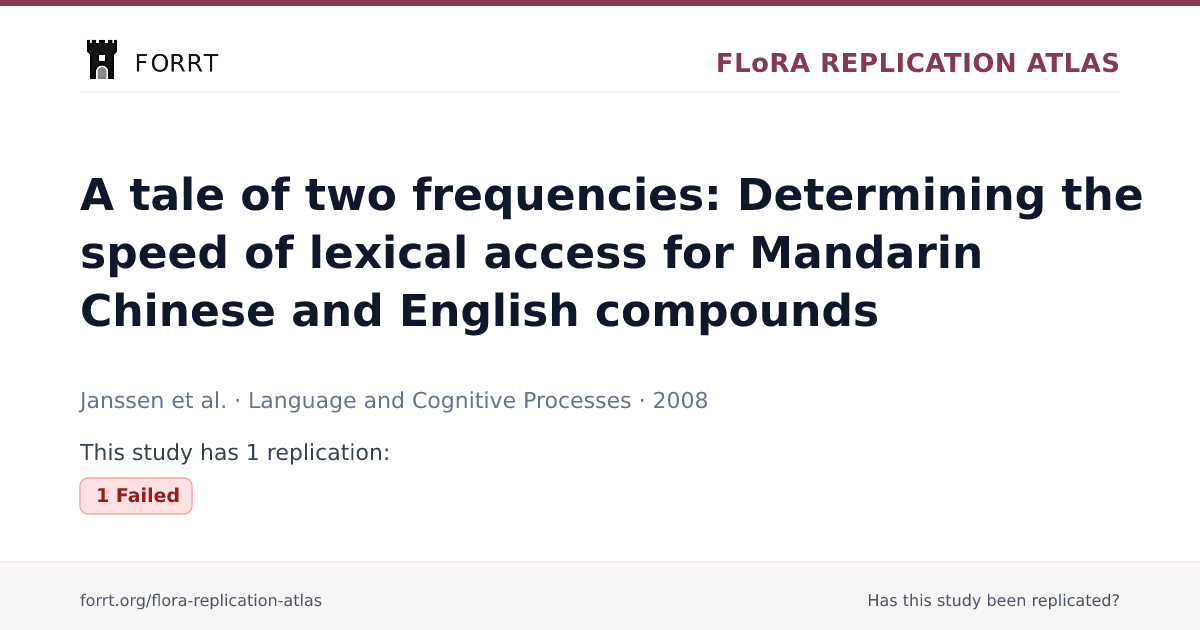 FORRT
FLoRA REPLICATION ATLAS
A tale of two frequencies: Determining the
speed of lexical access for Mandarin
Chinese and English compounds
Janssen et al. · Language and Cognitive Processes · 2008
This study has 1 replication:
1 Failed
forrt.org/flora-replication-atlas
Has this study been replicated?